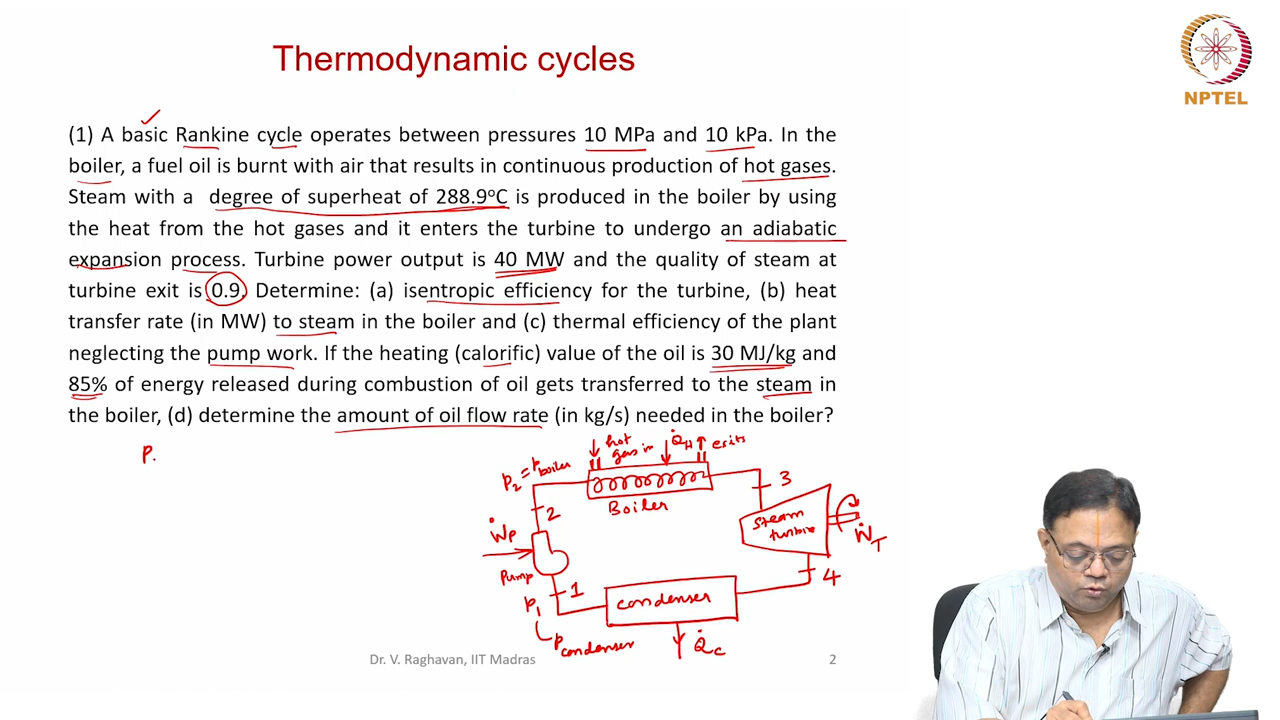 Thermodynamic cycles
NPTEL
(1) A basic Rankine cycle operates between pressures 10 MPa and 10 kPa. In the
boiler, a fuel oil is burnt with air that results in continuous production of hot gases.
Steam with a degree of superheat of 288.9°C is produced in the boiler by using
the heat from the hot gases and it enters the turbine to undergo an adiabatic
expansion process. Turbine power output is 40 MW and the quality of steam at
turbine exit is 0.9. Determine: (a) isentropic efficiency for the turbine, (b) heat
transfer rate (in MW) to steam in the boiler and (c) thermal efficiency of the plant
neglecting the pump work. If the heating (calorific) value of the oil is 30 MJ/kg and
85% of energy released during combustion of oil gets transferred to the steam in
the boiler, (d) determine the amount of oil flow rate (in kg/s) needed in the boiler?
P.
hot
gas in
Q̇H
exits
P2 = Pboiler
3
Boiler
2
Steam
turbine
ẆT
Ẇp
Pump
4
1
condenser
P1
Pcondenser
Q̇c
Dr. V. Raghavan, IIT Madras
2